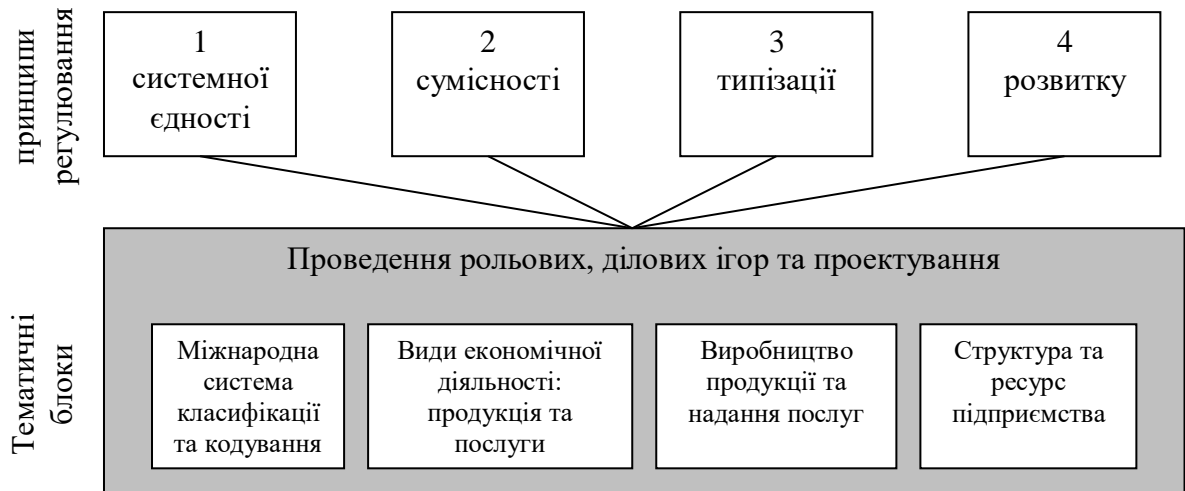 принципи
регулювання
1
системної
єдності
2
сумісності
3
типізації
4
розвитку
Проведення рольових, ділових ігор та проектування
Тематичні
блоки
Міжнародна
система
класифікації
та кодування
Види економічної
діяльності:
продукція та
послуги
Виробництво
продукції та
надання послуг
Структура та
ресурс
підприємства